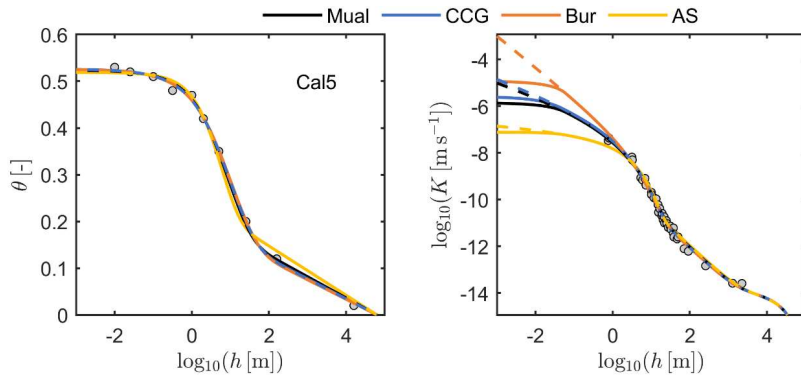 Mual CCG Bur AS
0.6
0.5
0.4
0.3
0.2
0.1
0
θ [-]
Cal5
-2 0 2 4
log₁₀(h [m])
-4
-6
-8
-10
-12
-14
log₁₀(K [m s⁻¹])
-2 0 2 4
log₁₀(h [m])